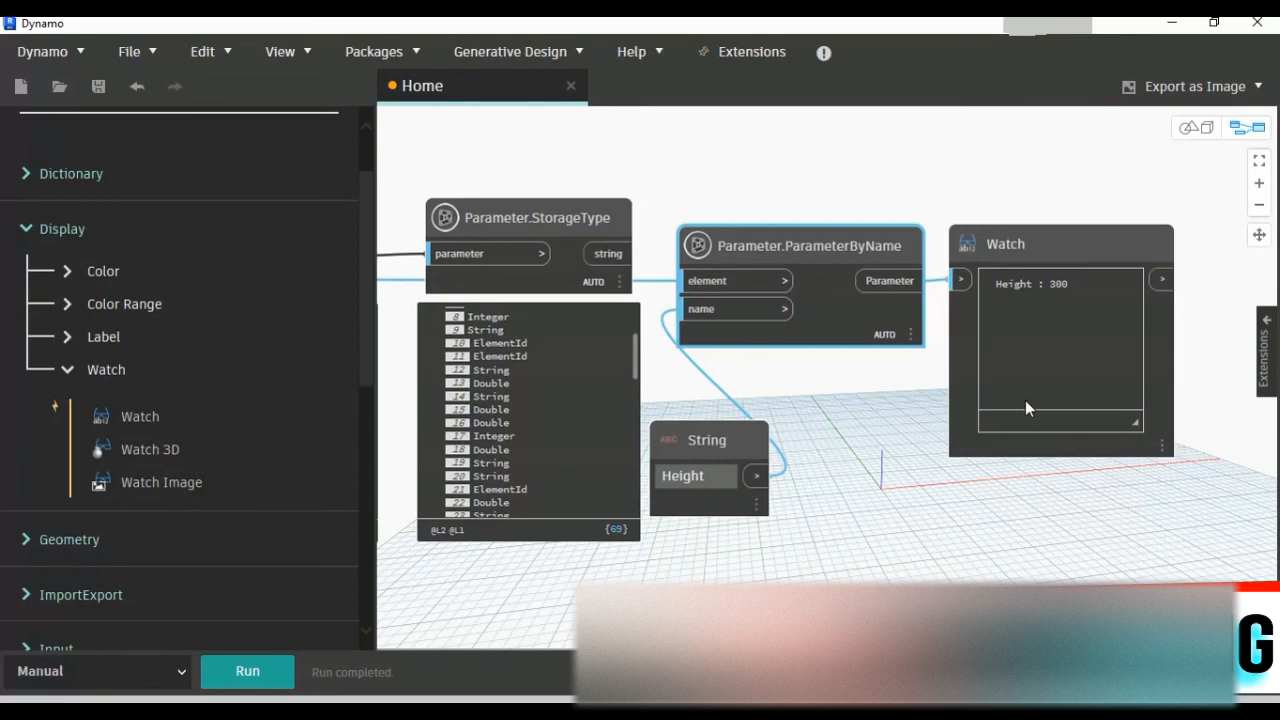 Dynamo
Dynamo File Edit View Packages Generative Design Help Extensions
Home
Export as Image
Dictionary
Display
Color
Color Range
Label
Watch
Watch
Watch 3D
Watch Image
Geometry
ImportExport
Input
Parameter.StorageType
parameter > string
AUTO
8 Integer
9 String
10 ElementId
11 ElementId
12 String
13 Double
14 String
15 Double
16 Double
17 Integer
18 Double
19 String
20 String
21 ElementId
22 Double
23 String
@L2 @L1 {69}
Parameter.ParameterByName
element > Parameter
name >
AUTO
ABC String
Height >
Watch
> >
Height : 300
Extensions
Manual
Run
Run completed.
G